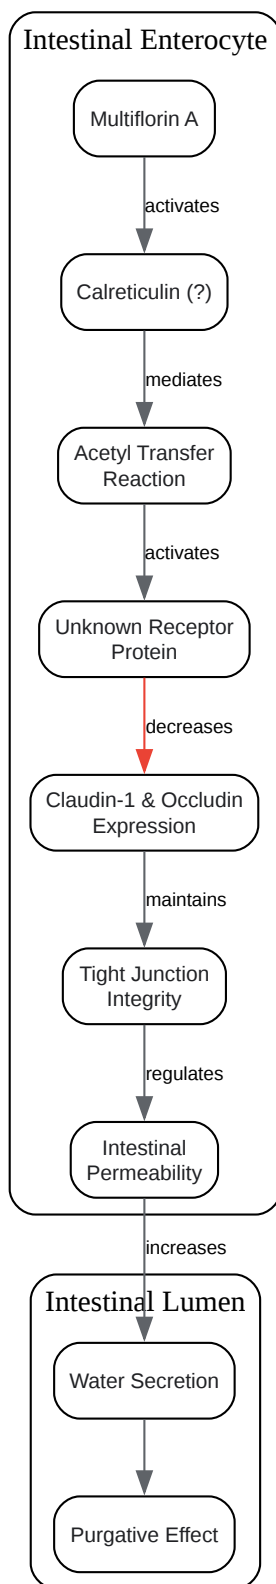 Intestinal Enterocyte
Multiflorin A
activates
Calreticulin (?)
mediates
Acetyl Transfer
Reaction
activates
Unknown Receptor
Protein
decreases
Claudin-1 & Occludin
Expression
maintains
Tight Junction
Integrity
regulates
Intestinal
Permeability
increases
Intestinal Lumen
Water Secretion
Purgative Effect